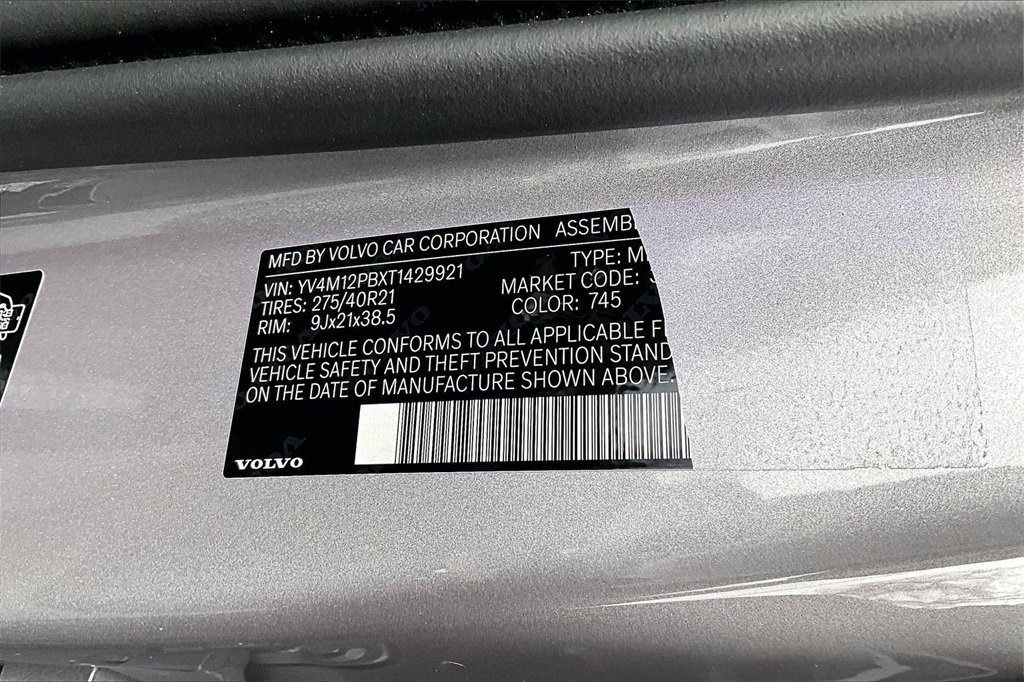 MFD BY VOLVO CAR CORPORATION ASSEMB
VIN: YV4M12PBXT1429921 TYPE: M
TIRES: 275/40R21 MARKET CODE:
RIM: 9Jx21x38.5 COLOR: 745
THIS VEHICLE CONFORMS TO ALL APPLICABLE F
VEHICLE SAFETY AND THEFT PREVENTION STAND
ON THE DATE OF MANUFACTURE SHOWN ABOVE.
VOLVO